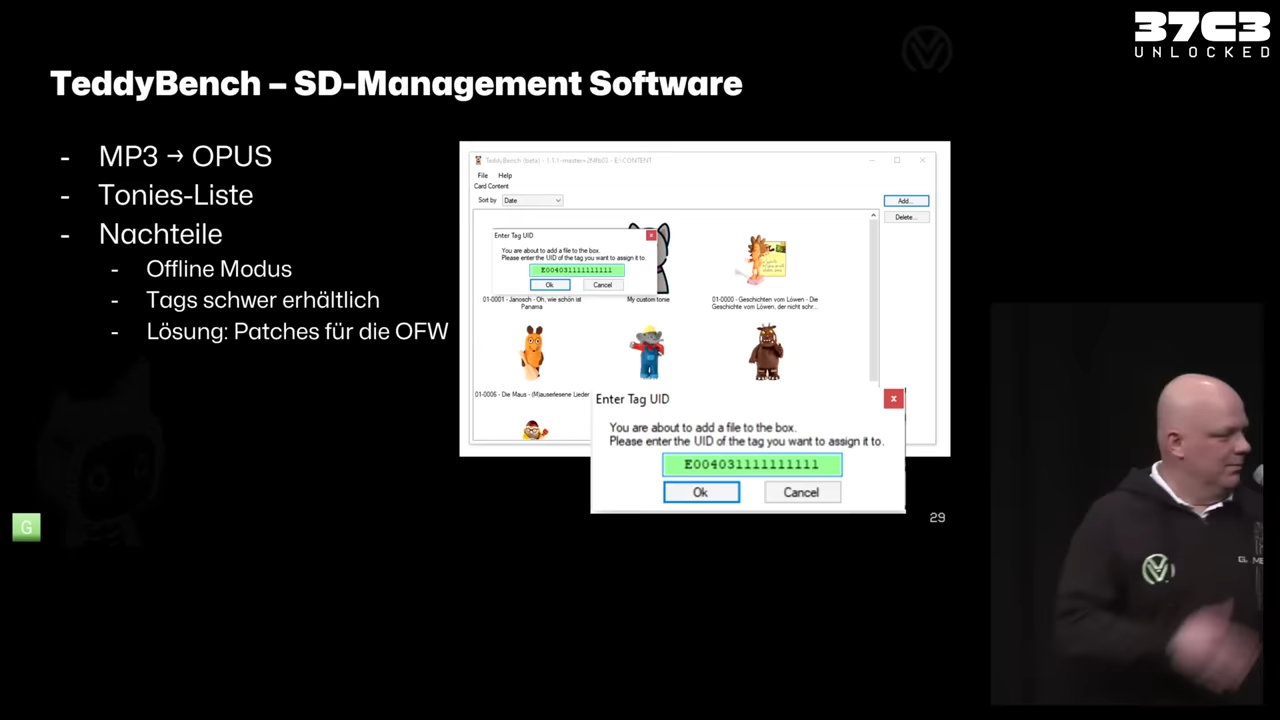 37C3
UNLOCKED
TeddyBench – SD-Management Software
- MP3 → OPUS
- Tonies-Liste
- Nachteile
- Offline Modus
- Tags schwer erhältlich
- Lösung: Patches für die OFW
File Help
Card Content
Sort by Date
Add...
Delete...
Enter Tag UID
You are about to add a file to the box.
Please enter the UID of the tag you want to assign it to.
E004031111111111
Ok Cancel
01-0001 - Janosch - Oh, wie schön ist
Panama
My custom tonie
01-0000 - Geschichten vom Löwen - Die
Geschichte vom Löwen, der nicht schr...
01-0006 - Die Maus - (M)auserlesene Lieder
Enter Tag UID
x
You are about to add a file to the box.
Please enter the UID of the tag you want to assign it to.
E004031111111111
Ok Cancel
G
29